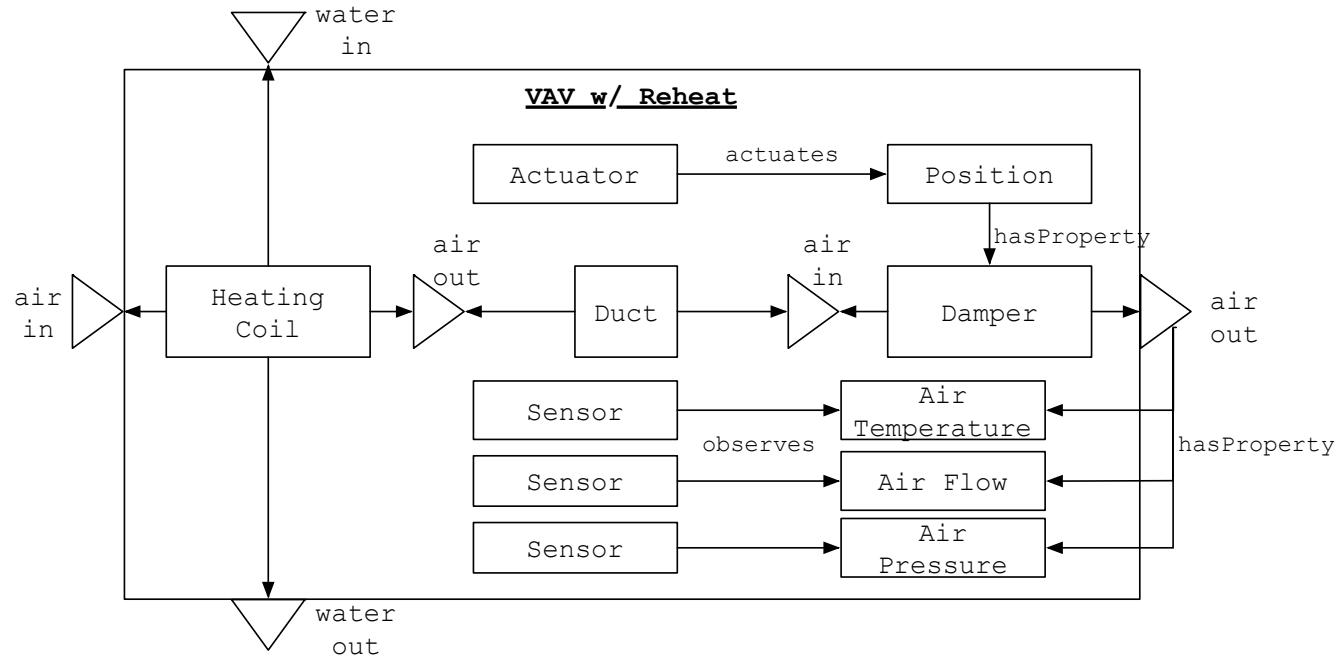 water
in
VAV w/ Reheat
Actuator
actuates
Position
hasProperty
air
in
Heating
Coil
air
out
Duct
air
in
Damper
air
out
Sensor
Air
Temperature
observes
hasProperty
Sensor
Air Flow
Sensor
Air
Pressure
water
out